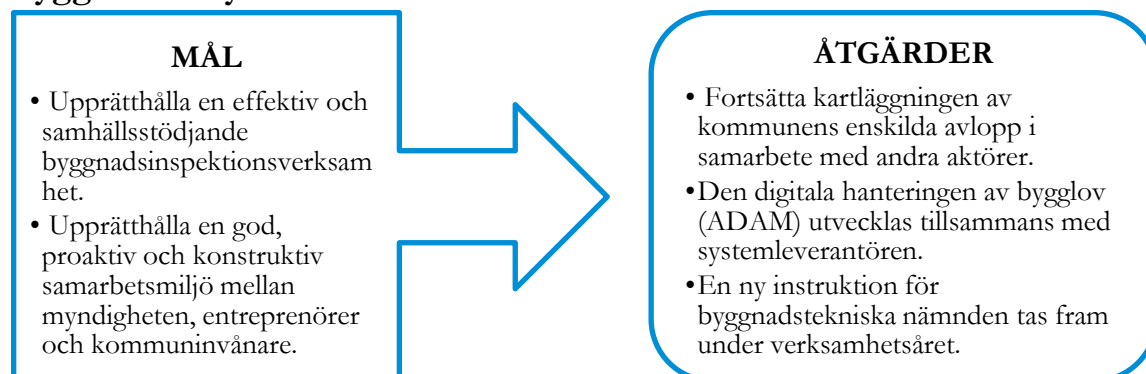 MÅL
• Upprätthålla en effektiv och
samhällsstödjande
byggnadsinspektionsverksam
het.
• Upprätthålla en god,
proaktiv och konstruktiv
samarbetsmiljö mellan
myndigheten, entreprenörer
och kommuninvånare.
ÅTGÄRDER
• Fortsätta kartläggningen av
kommunens enskilda avlopp i
samarbete med andra aktörer.
•Den digitala hanteringen av bygglov
(ADAM) utvecklas tillsammans med
systemleverantören.
•En ny instruktion för
byggnadstekniska nämnden tas fram
under verksamhetsåret.